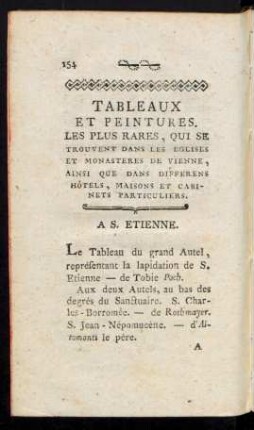 154
TABLEAUX
ET PEINTURES.
LES PLUS RARES, QUI SE
TROUVENT DANS LES EGLISES
ET MONASTERES DE VIENNE,
AINSI QUE DANS DIFFERENS
HÔTELS, MAISONS ET CABI-
NETS PARTICULIERS.
A S. ETIENNE.
Le Tableau du grand Autel,
représentant la lapidation de S.
Etienne — de Tobie Poch.
Aux deux Autels, au bas des
degrés du Sanctuaire. S. Char-
les-Borromée. — de Rothmayer.
S. Jean-Népomucène. — d'Al-
tomonti le père.
A